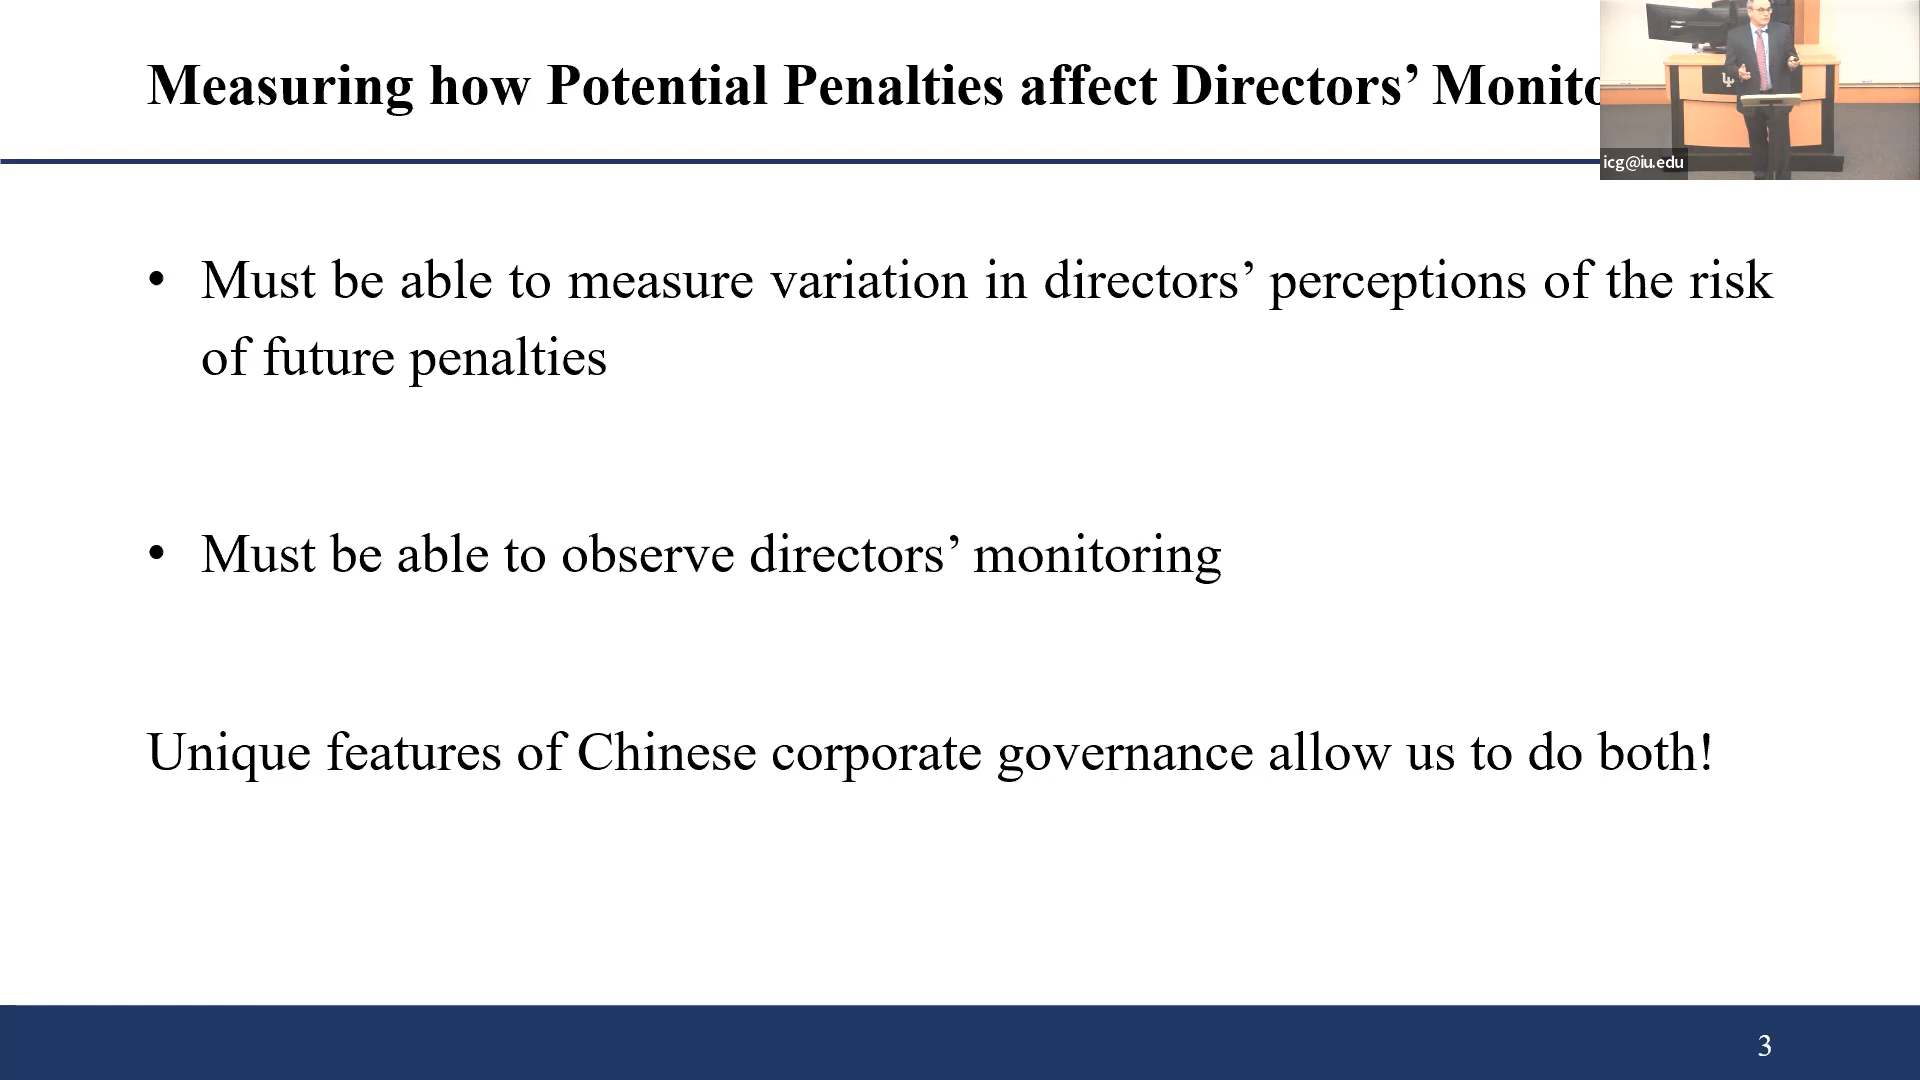 Measuring how Potential Penalties affect Directors’ Monito
icg@iu.edu
• Must be able to measure variation in directors’ perceptions of the risk
of future penalties
• Must be able to observe directors’ monitoring
Unique features of Chinese corporate governance allow us to do both!
3